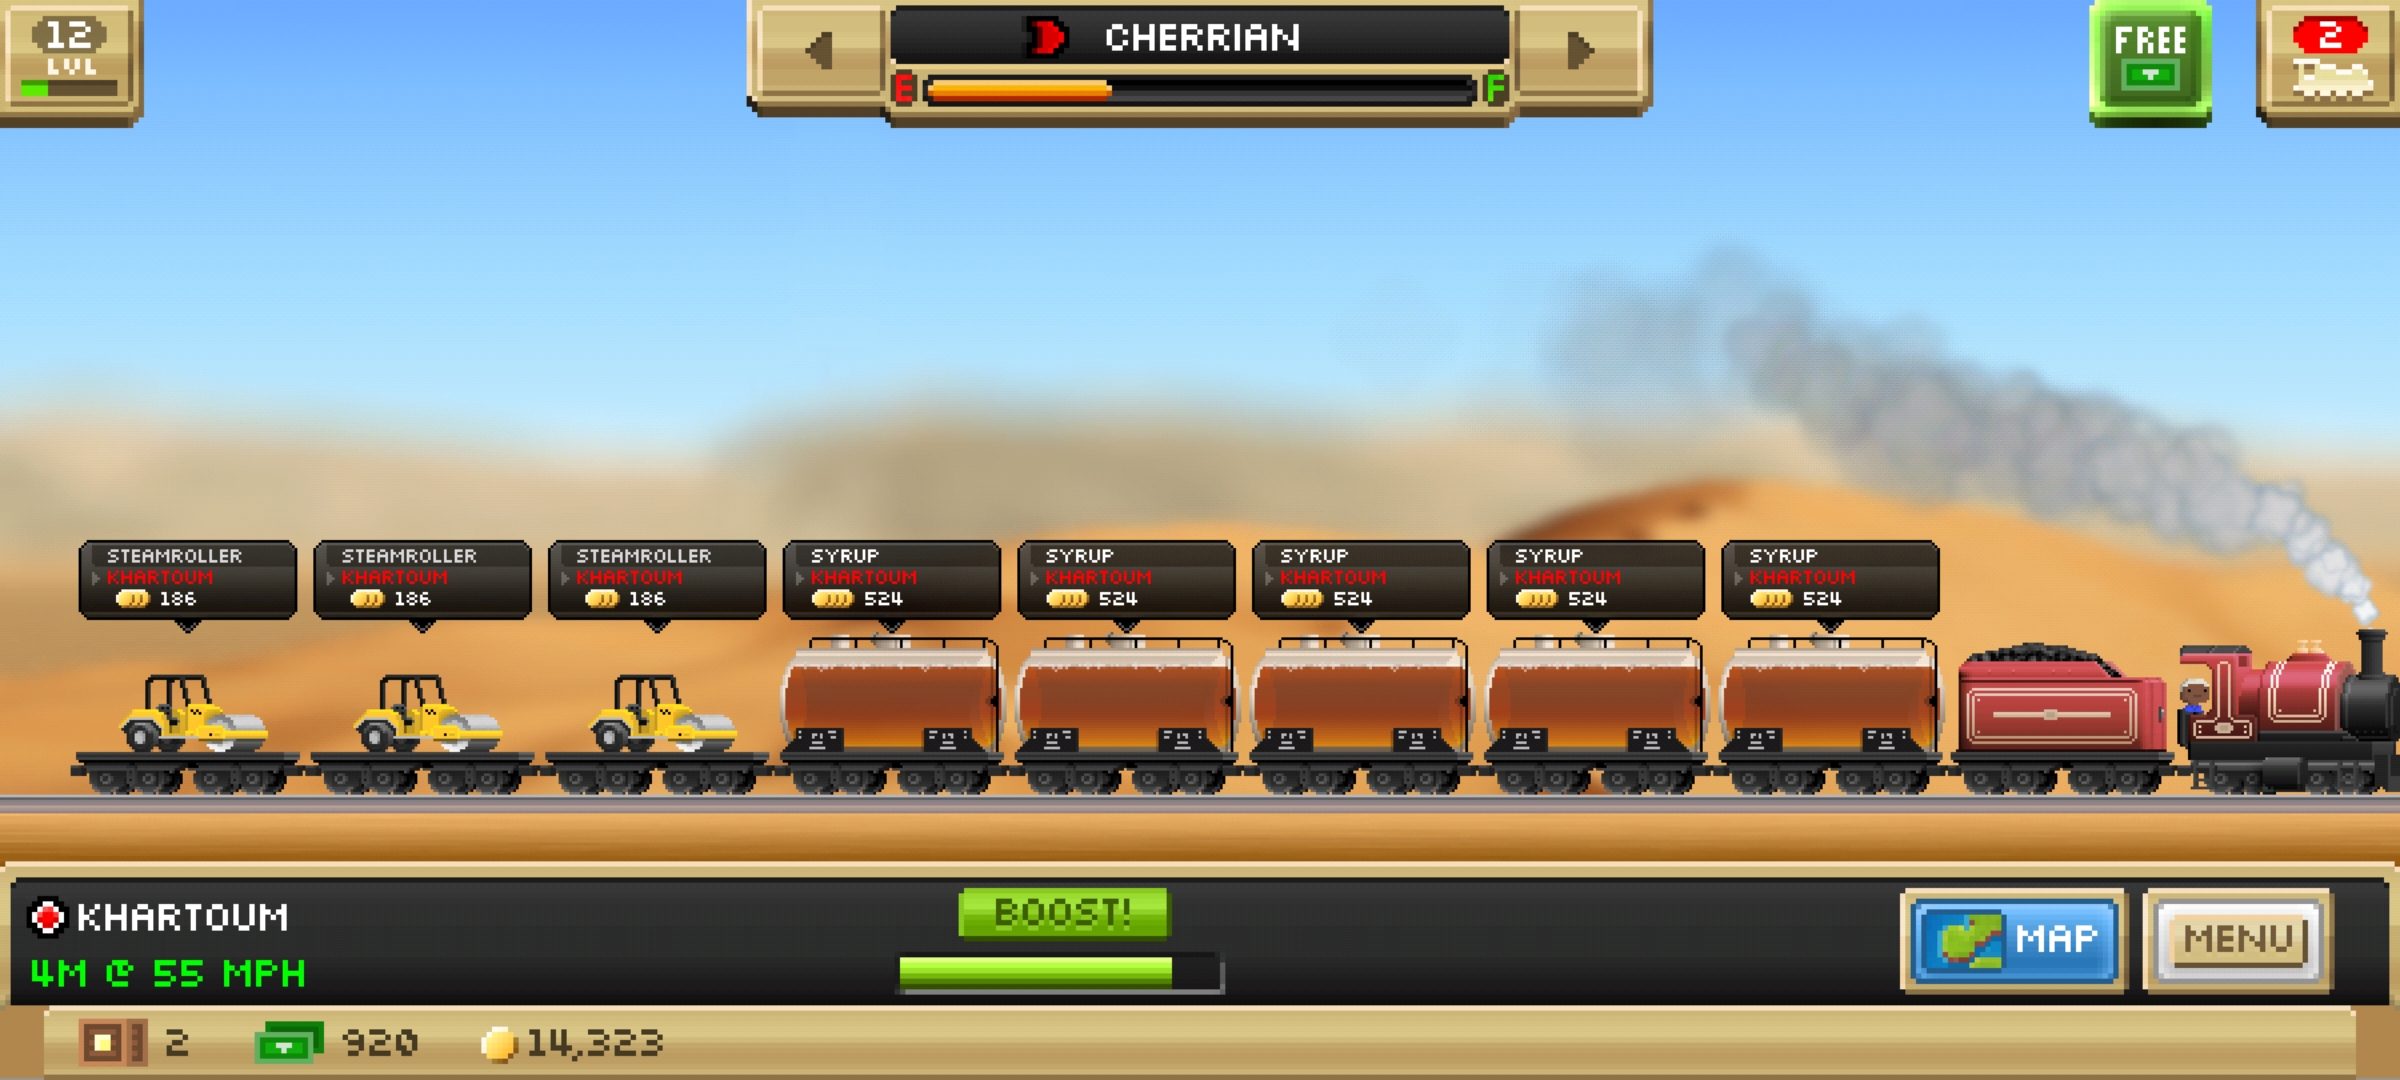 12
LVL
CHERRIAN
E F
FREE
2
STEAMROLLER
KHARTOUM
186
STEAMROLLER
KHARTOUM
186
STEAMROLLER
KHARTOUM
186
SYRUP
KHARTOUM
524
SYRUP
KHARTOUM
524
SYRUP
KHARTOUM
524
SYRUP
KHARTOUM
524
SYRUP
KHARTOUM
524
KHARTOUM
4M @ 55 MPH
BOOST!
MAP
MENU
2 920 14,323